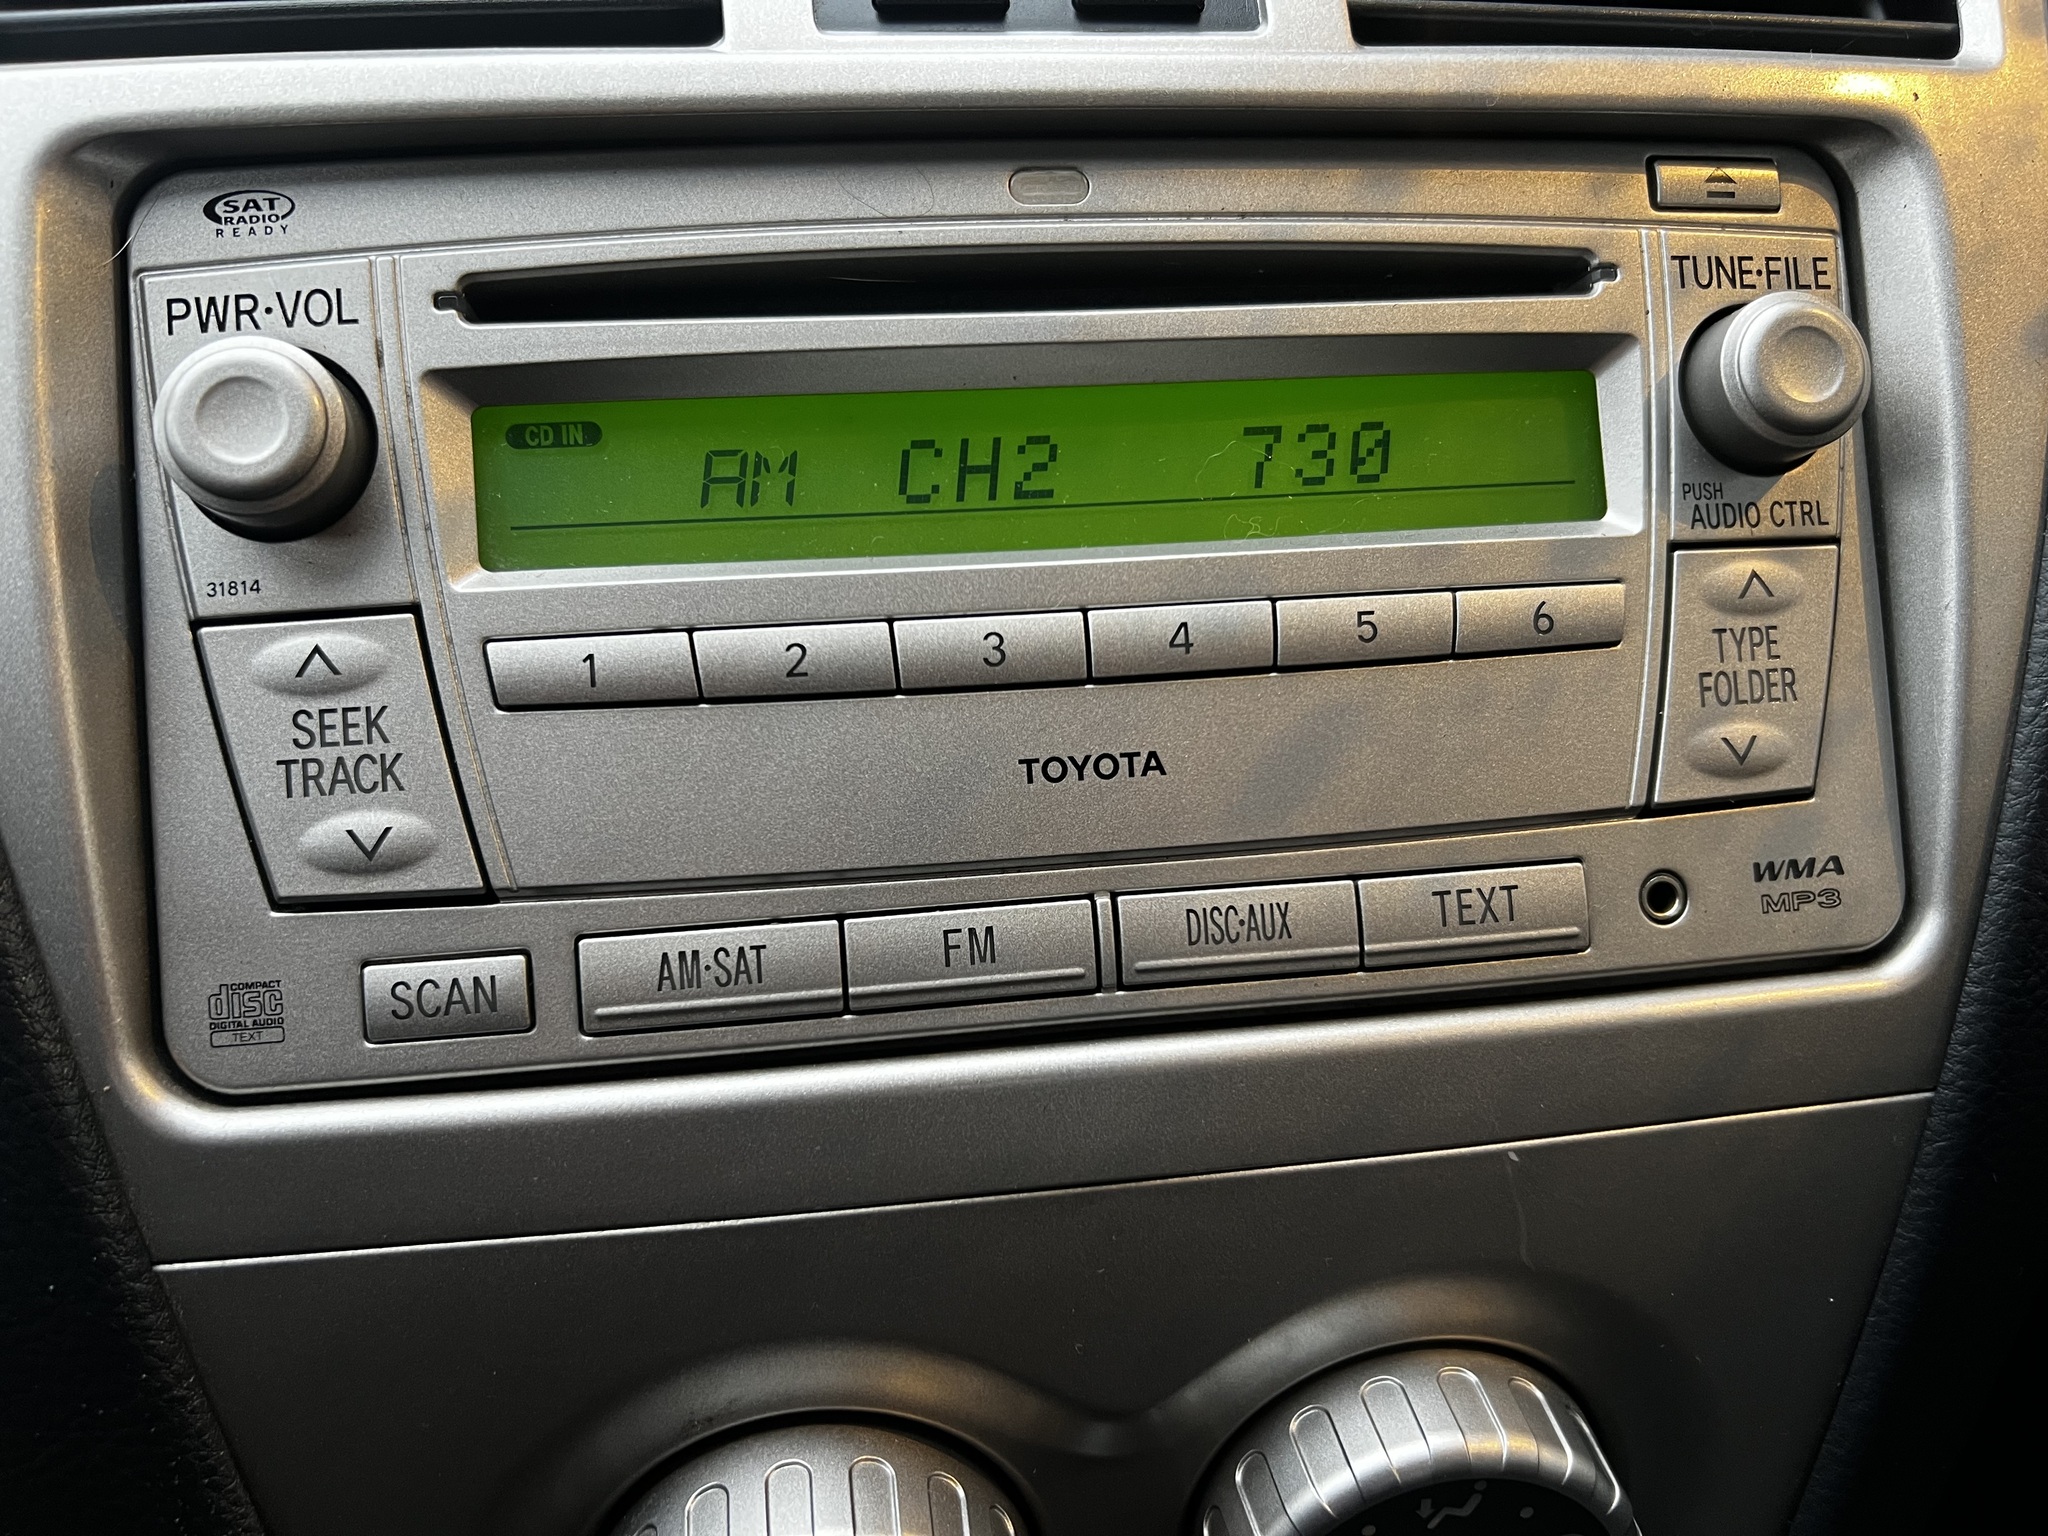 SAT
RADIO
READY
PWR·VOL
TUNE·FILE
CD IN
AM CH2 730
PUSH
AUDIO CTRL
31814
1 2 3 4 5 6
SEEK
TRACK
TYPE
FOLDER
TOYOTA
WMA
MP3
SCAN
AM·SAT
FM
DISC·AUX
TEXT
COMPACT
disc
DIGITAL AUDIO
TEXT